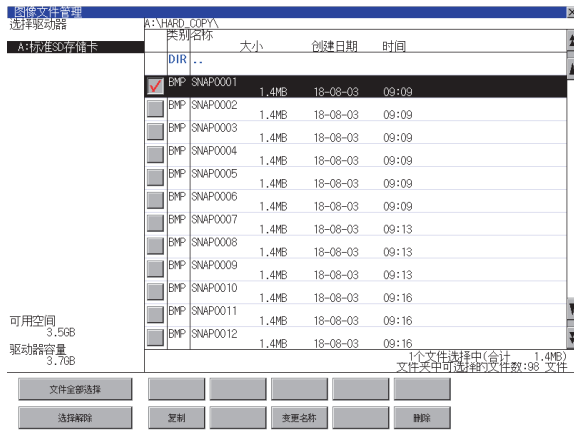 图像文件管理
选择驱动器
A:\HARD_COPY\
类别 名称
大小 创建日期 时间
A:标准SD存储卡
DIR ..
BMP SNAP0001
1.4MB 18-08-03 09:09
BMP SNAP0002
1.4MB 18-08-03 09:09
BMP SNAP0003
1.4MB 18-08-03 09:09
BMP SNAP0004
1.4MB 18-08-03 09:09
BMP SNAP0005
1.4MB 18-08-03 09:09
BMP SNAP0006
1.4MB 18-08-03 09:09
BMP SNAP0007
1.4MB 18-08-03 09:13
BMP SNAP0008
1.4MB 18-08-03 09:13
BMP SNAP0009
1.4MB 18-08-03 09:13
BMP SNAP0010
1.4MB 18-08-03 09:16
BMP SNAP0011
1.4MB 18-08-03 09:16
BMP SNAP0012
1.4MB 18-08-03 09:16
可用空间
3.5GB
驱动器容量
3.7GB
1个文件选择中(合计 1.4MB)
文件夹中可选择的文件数:98 文件
文件全部选择
选择解除 复制 变更名称 删除